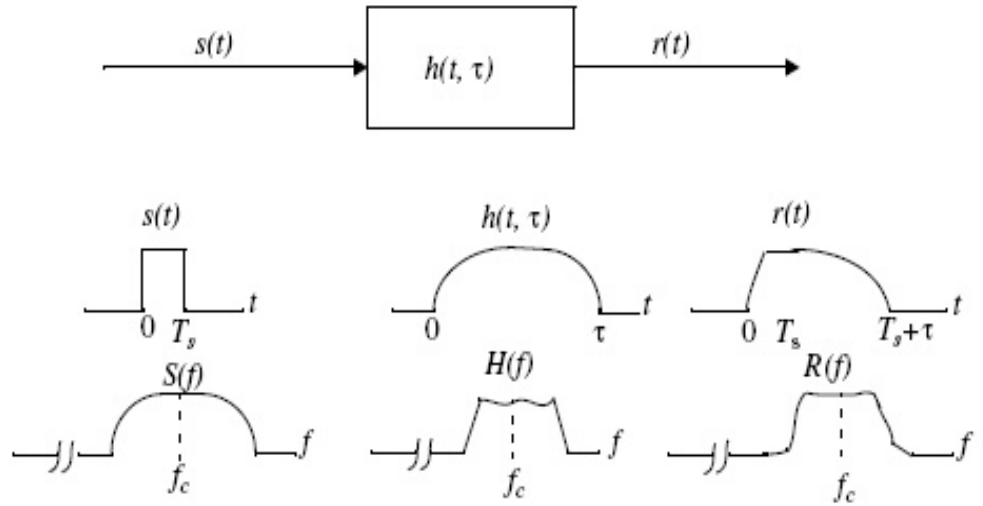 s(t)
h(t, τ)
r(t)
s(t)
h(t, τ)
r(t)
0 T_s t
0 τ t
0 T_s T_s+τ t
S(f)
H(f)
R(f)
f
f
f
f_c
f_c
f_c